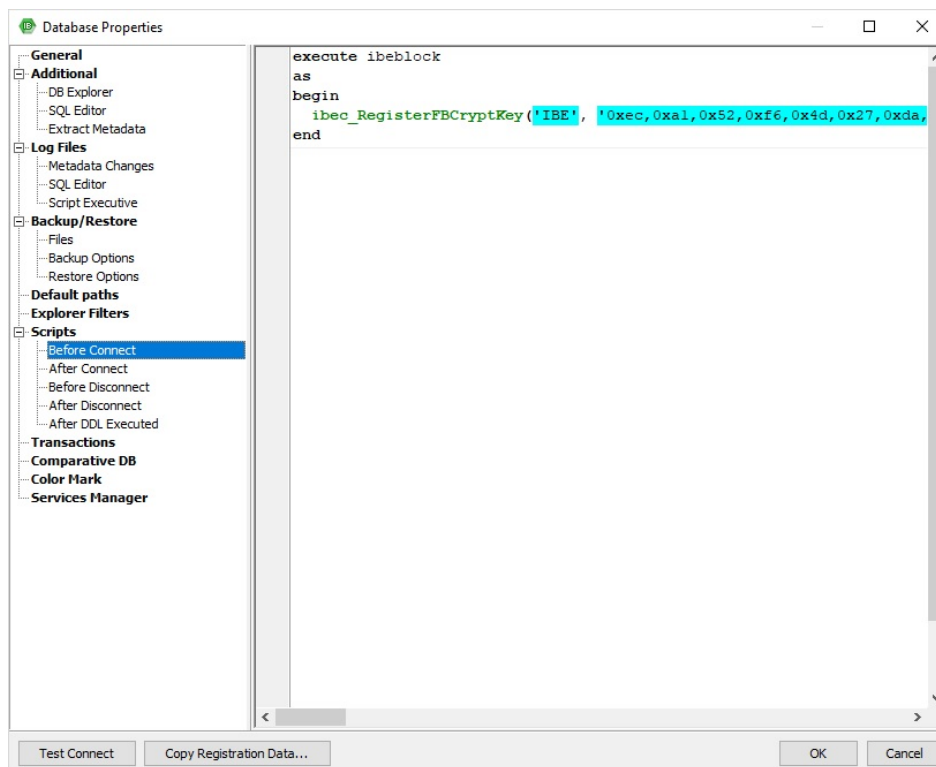 Database Properties
General
Additional
DB Explorer
SQL Editor
Extract Metadata
Log Files
Metadata Changes
SQL Editor
Script Executive
Backup/Restore
Files
Backup Options
Restore Options
Default paths
Explorer Filters
Scripts
Before Connect
After Connect
Before Disconnect
After Disconnect
After DDL Executed
Transactions
Comparative DB
Color Mark
Services Manager
execute ibeblock
as
begin
ibec_RegisterFBCryptKey('IBE', '0xec,0xa1,0x52,0xf6,0x4d,0x27,0xda,
end
Test Connect
Copy Registration Data...
OK
Cancel